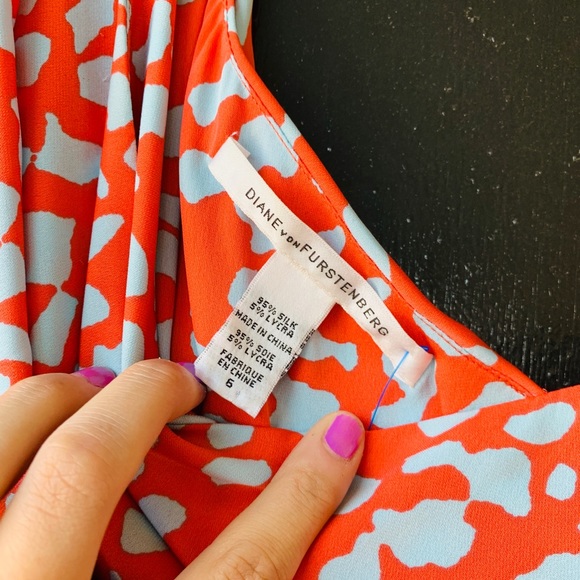 DIANE VON FURSTENBERG
95% SILK
5% LYCRA
MADE IN CHINA
95% SOIE
5% LYCRA
FABRIQUE
EN CHINE
6